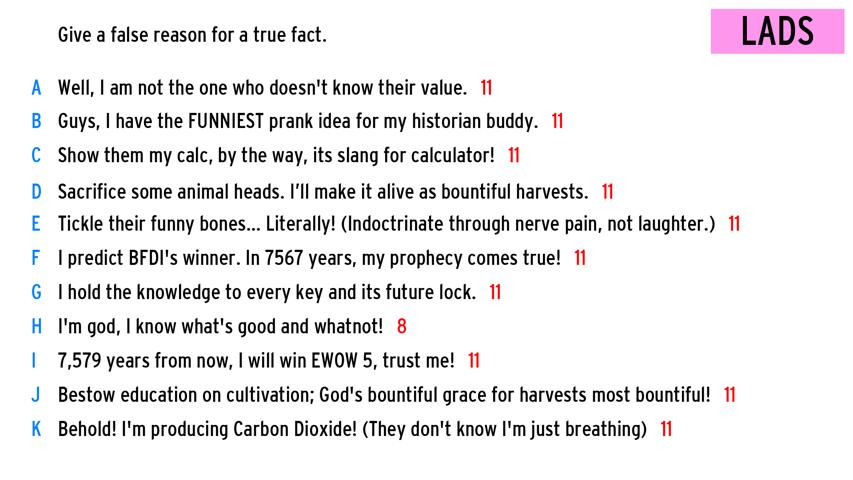 Give a false reason for a true fact.
LADS
A Well, I am not the one who doesn't know their value. 11
B Guys, I have the FUNNIEST prank idea for my historian buddy. 11
C Show them my calc, by the way, its slang for calculator! 11
D Sacrifice some animal heads. I'll make it alive as bountiful harvests. 11
E Tickle their funny bones... Literally! (Indoctrinate through nerve pain, not laughter.) 11
F I predict BFDI's winner. In 7567 years, my prophecy comes true! 11
G I hold the knowledge to every key and its future lock. 11
H I'm god, I know what's good and whatnot! 8
I 7,579 years from now, I will win EWOW 5, trust me! 11
J Bestow education on cultivation; God's bountiful grace for harvests most bountiful! 11
K Behold! I'm producing Carbon Dioxide! (They don't know I'm just breathing) 11